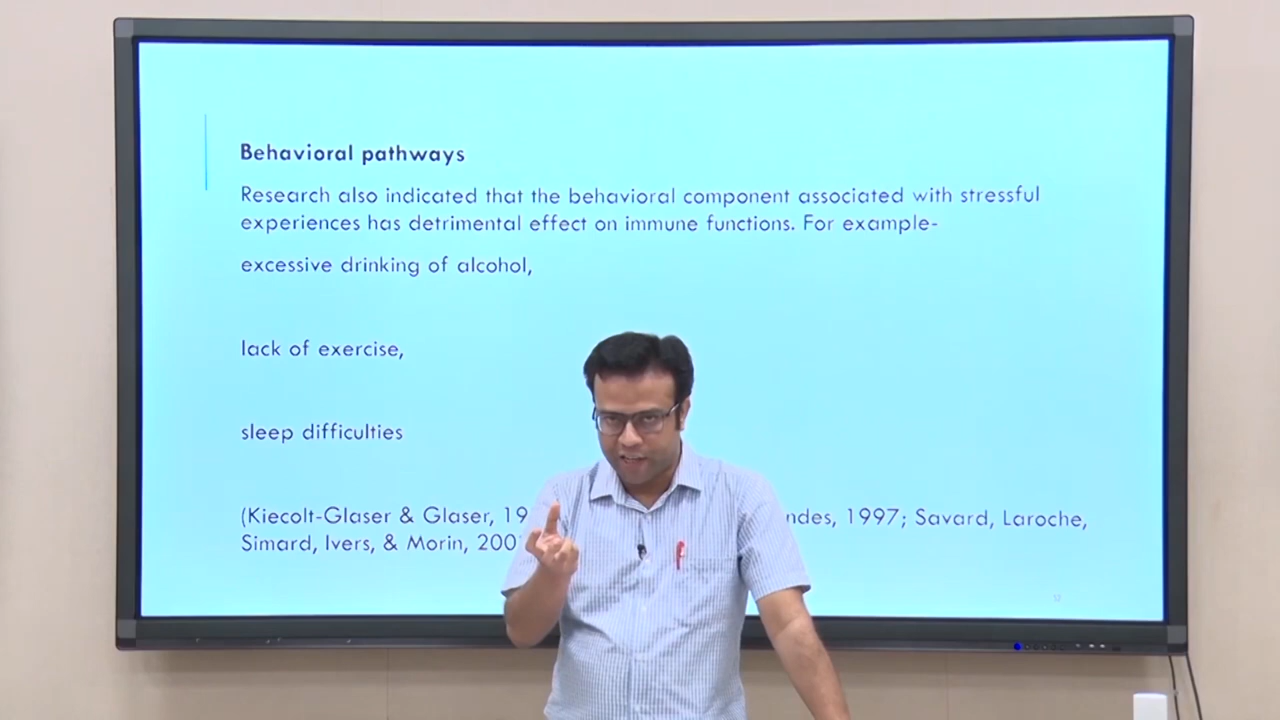 Behavioral pathways
Research also indicated that the behavioral component associated with stressful
experiences has detrimental effect on immune functions. For example-
excessive drinking of alcohol,
lack of exercise,
sleep difficulties
(Kiecolt-Glaser & Glaser, 19 ndes, 1997; Savard, Laroche,
Simard, Ivers, & Morin, 200
12